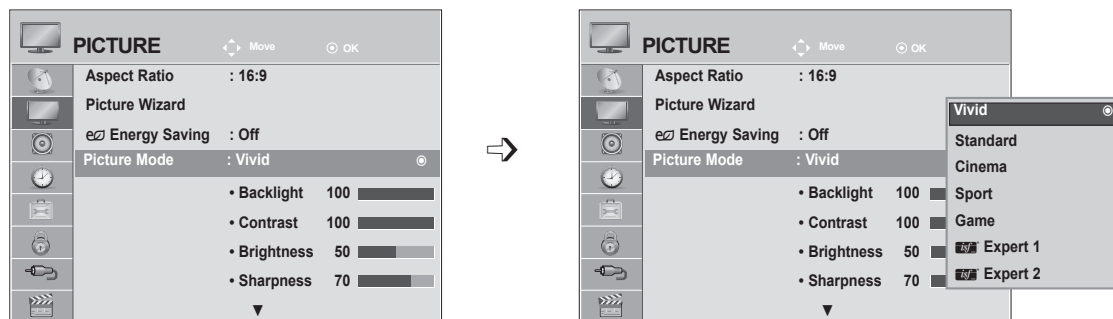 PICTURE Move OK
Aspect Ratio : 16:9
Picture Wizard
Energy Saving : Off
Picture Mode : Vivid
• Backlight 100
• Contrast 100
• Brightness 50
• Sharpness 70
▼
PICTURE Move OK
Aspect Ratio : 16:9
Picture Wizard
Energy Saving : Off
Picture Mode : Vivid
• Backlight 100
• Contrast 100
• Brightness 50
• Sharpness 70
▼
Vivid
Standard
Cinema
Sport
Game
isf Expert 1
isf Expert 2